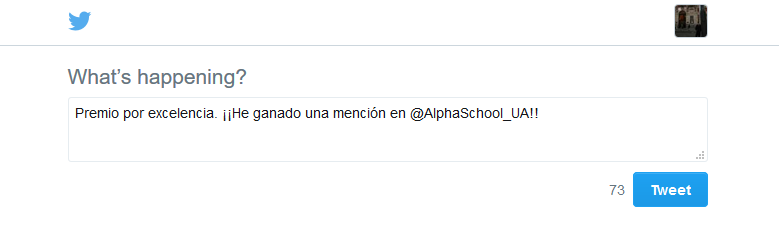 What's happening?
Premio por excelencia. ¡¡He ganado una mención en @AlphaSchool_UA!!
73 Tweet